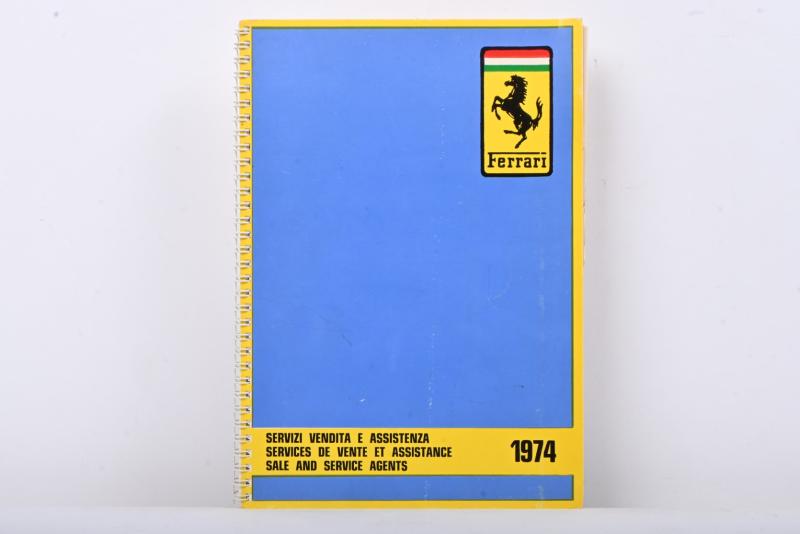 Ferrari
SERVIZI VENDITA E ASSISTENZA
SERVICES DE VENTE ET ASSISTANCE
SALE AND SERVICE AGENTS
1974